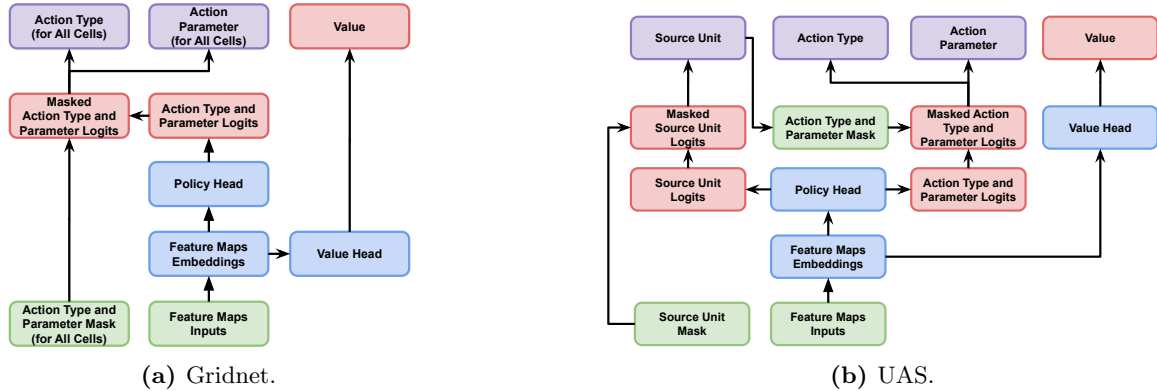 Action Type
(for All Cells)
Action
Parameter
(for All Cells)
Value
Masked
Action Type and
Parameter Logits
Action Type and
Parameter Logits
Policy Head
Feature Maps
Embeddings
Value Head
Action Type and
Parameter Mask
(for All Cells)
Feature Maps
Inputs
(a) Gridnet.
Source Unit
Action Type
Action
Parameter
Value
Masked
Source Unit
Logits
Action Type and
Parameter Mask
Masked Action
Type and
Parameter Logits
Value Head
Source Unit
Logits
Policy Head
Action Type and
Parameter Logits
Feature Maps
Embeddings
Source Unit
Mask
Feature Maps
Inputs
(b) UAS.